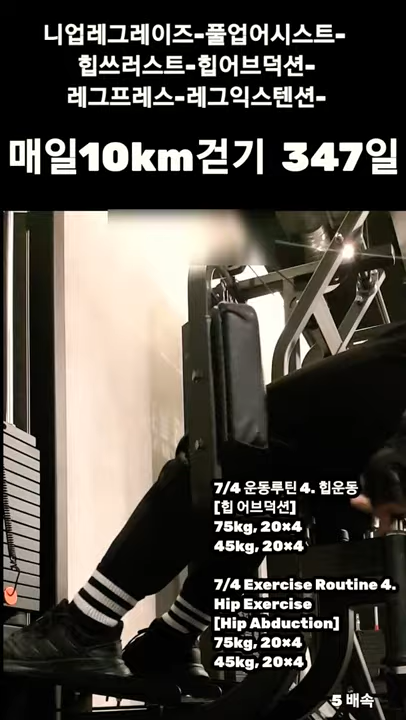 니업레그레이즈-풀업어시스트-
힙쓰러스트-힙어브덕션-
레그프레스-레그익스텐션-
매일10km걷기 347일
7/4 운동루틴 4. 힙운동
[힙 어브덕션]
75kg, 20×4
45kg, 20×4
7/4 Exercise Routine 4.
Hip Exercise
[Hip Abduction]
75kg, 20×4
45kg, 20×4
5 배속